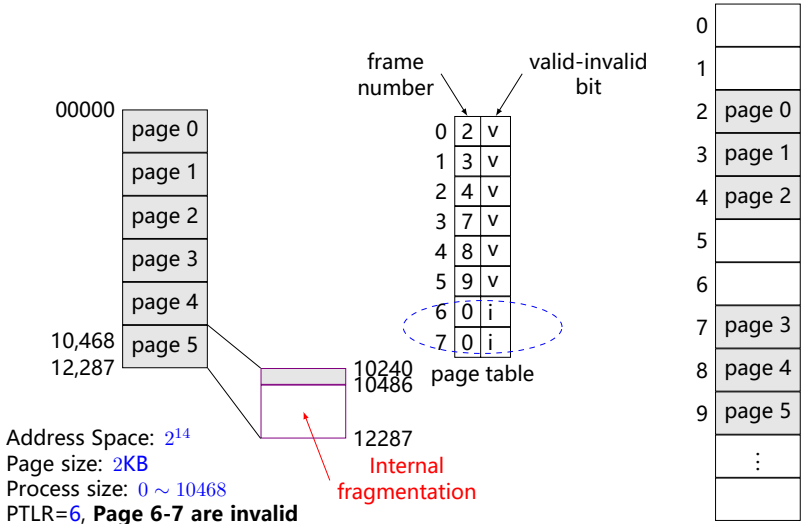 00000
page 0
page 1
page 2
page 3
page 4
page 5
10,468
12,287
10240
10486
12287
Internal
fragmentation
Address Space: 2^14
Page size: 2KB
Process size: 0 ~ 10468
PTLR=6, Page 6-7 are invalid
frame
number
valid-invalid
bit
0 2 v
1 3 v
2 4 v
3 7 v
4 8 v
5 9 v
6 0 i
7 0 i
page table
0
1
2 page 0
3 page 1
4 page 2
5
6
7 page 3
8 page 4
9 page 5
⋮